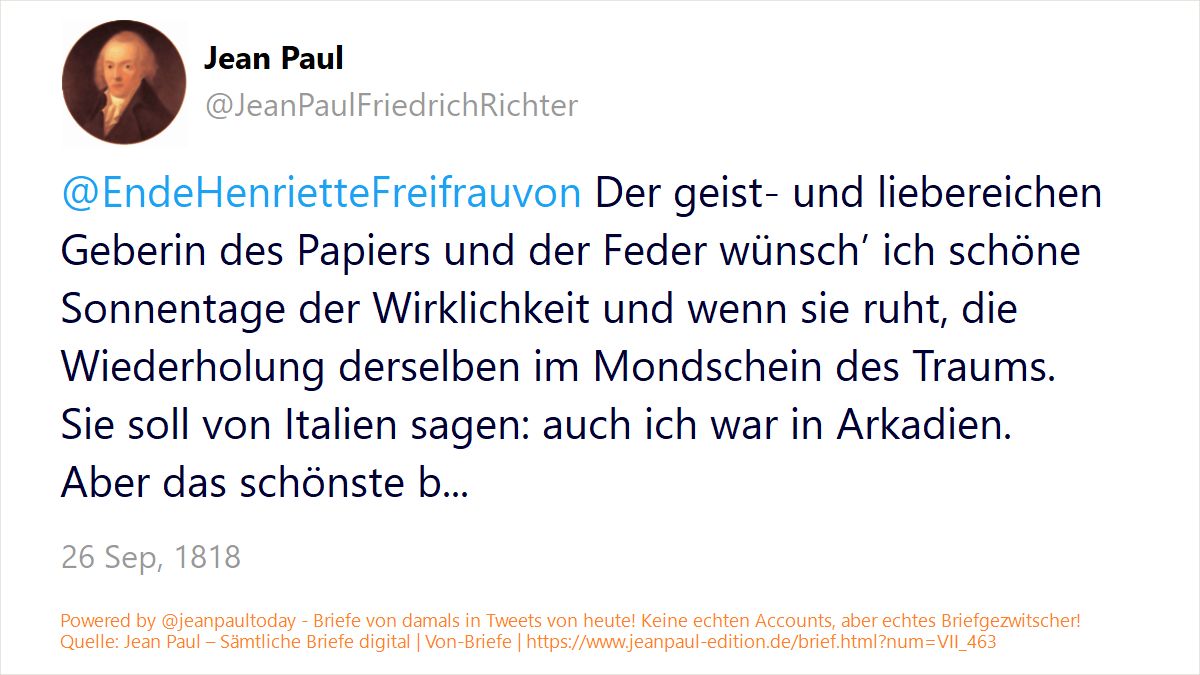 Jean Paul
@JeanPaulFriedrichRichter
@EndeHenrietteFreifrauvon Der geist- und liebereichen
Geberin des Papiers und der Feder wünsch’ ich schöne
Sonnentage der Wirklichkeit und wenn sie ruht, die
Wiederholung derselben im Mondschein des Traums.
Sie soll von Italien sagen: auch ich war in Arkadien.
Aber das schönste b...
26 Sep, 1818
Powered by @jeanpaultoday - Briefe von damals in Tweets von heute! Keine echten Accounts, aber echtes Briefgezwitscher!
Quelle: Jean Paul – Sämtliche Briefe digital | Von-Briefe | https://www.jeanpaul-edition.de/brief.html?num=VII_463